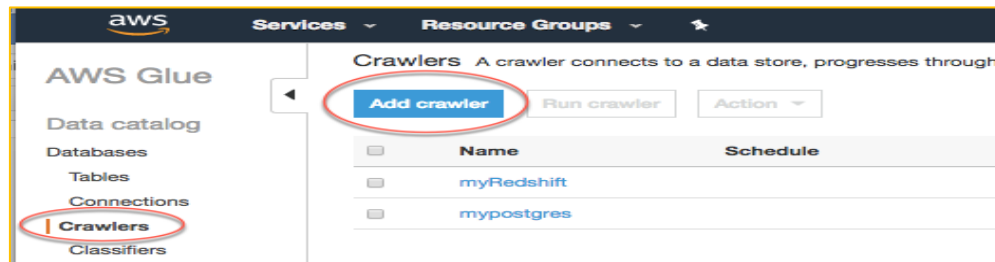 aws Services Resource Groups
AWS Glue
Data catalog
Databases
Tables
Connections
Crawlers
Classifiers
Crawlers A crawler connects to a data store, progresses through
Add crawler Run crawler Action
Name Schedule
myRedshift
mypostgres